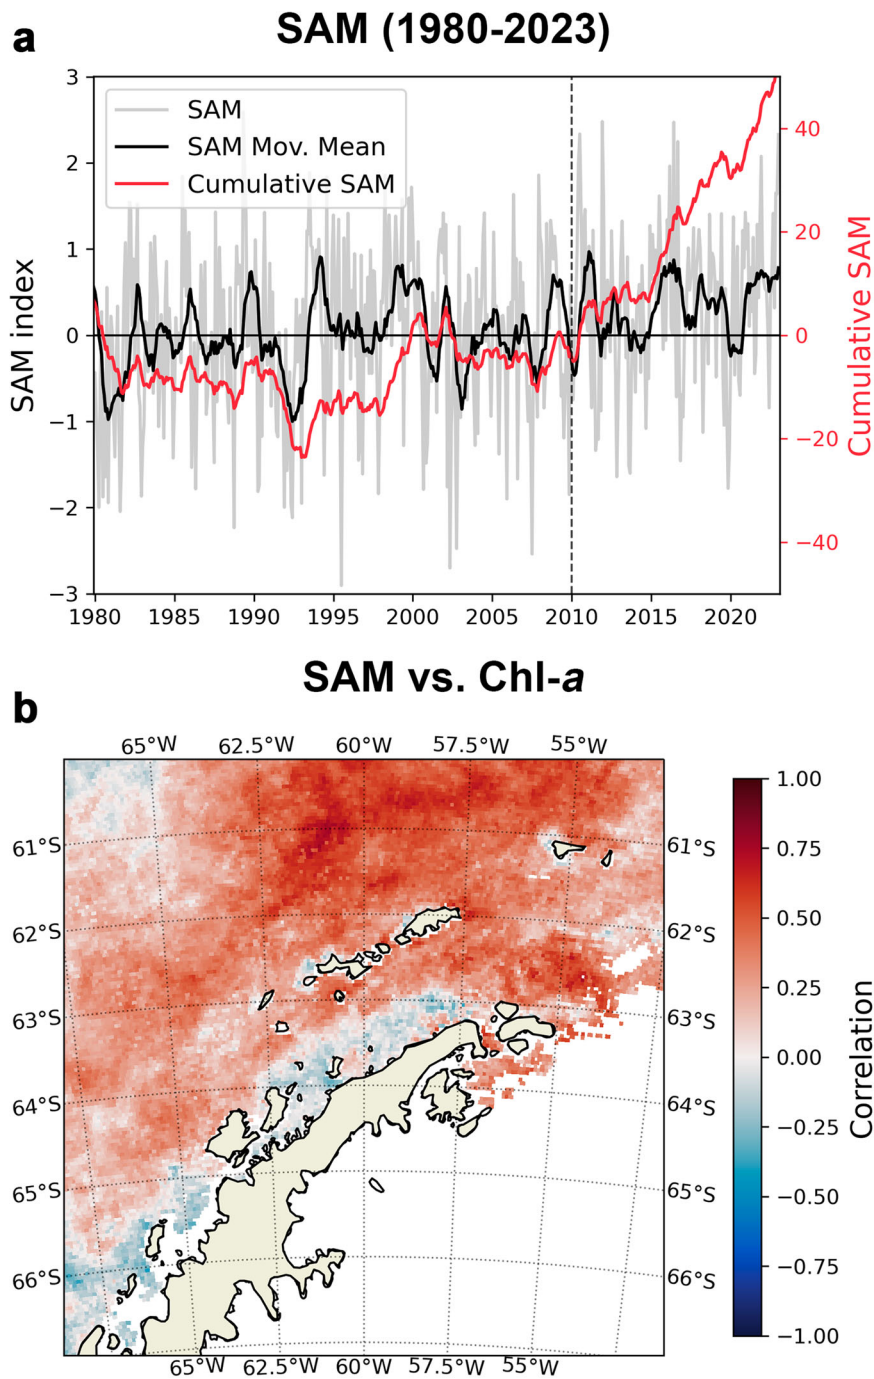 a
SAM (1980-2023)
SAM
SAM Mov. Mean
Cumulative SAM
3
2
1
0
−1
−2
−3
SAM index
40
20
0
−20
−40
Cumulative SAM
1980 1985 1990 1995 2000 2005 2010 2015 2020
SAM vs. Chl-a
b
65°W 62.5°W 60°W 57.5°W 55°W
61°S
62°S
63°S
64°S
65°S
66°S
61°S
62°S
63°S
64°S
65°S
66°S
65°W 62.5°W 60°W 57.5°W 55°W
1.00
0.75
0.50
0.25
0.00
−0.25
−0.50
−0.75
−1.00
Correlation